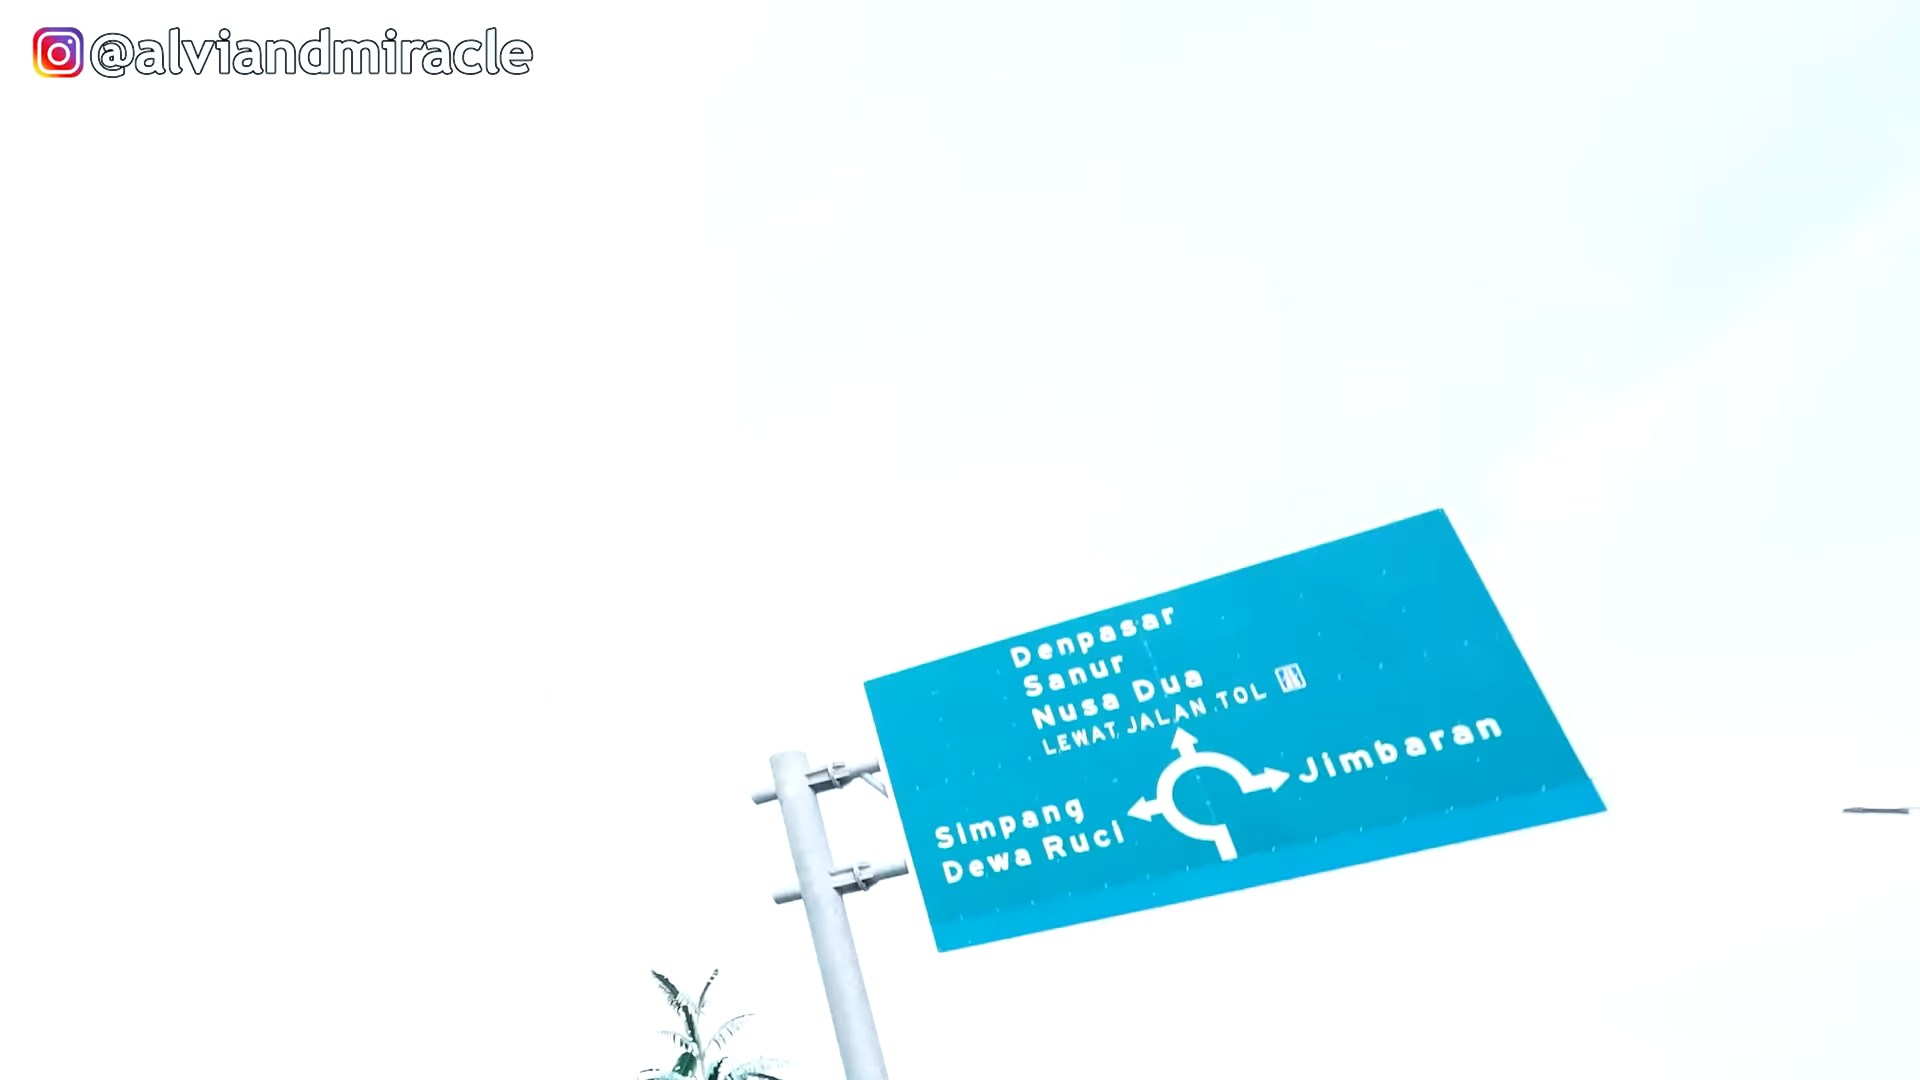 @alviandmiracle
Denpasar
Sanur
Nusa Dua
LEWAT JALAN TOL
Jimbaran
Simpang
Dewa Ruci